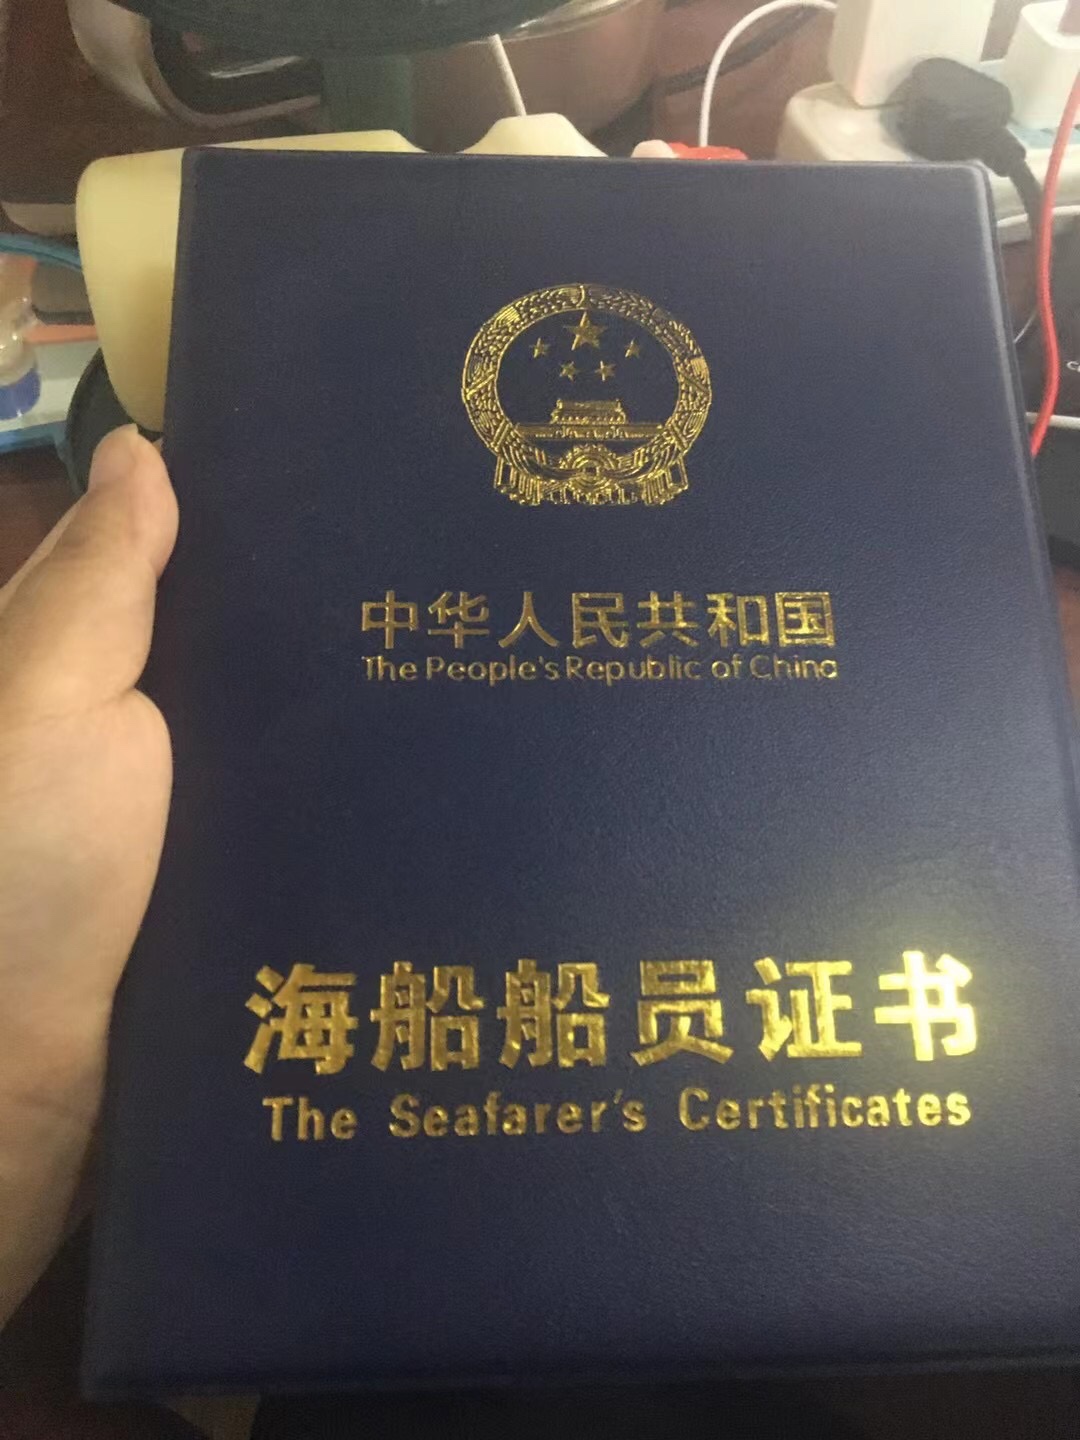 中华人民共和国
The People's Republic of China
海船船员证书
The Seafarer's Certificates